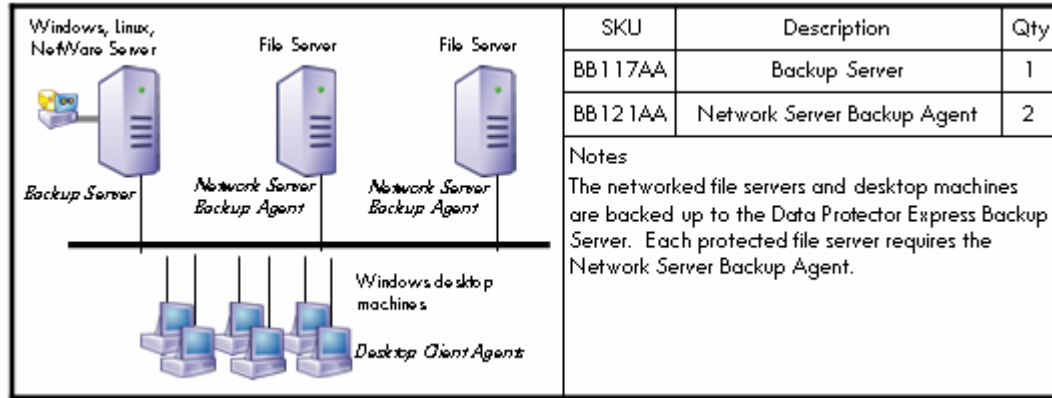 Windows, Linux,
NetWare Server
File Server
File Server
Backup Server
Network Server
Backup Agent
Network Server
Backup Agent
Windows desktop
machines
Desktop Client Agents
SKU Description Qty
BB117AA Backup Server 1
BB121AA Network Server Backup Agent 2
Notes
The networked file servers and desktop machines
are backed up to the Data Protector Express Backup
Server. Each protected file server requires the
Network Server Backup Agent.